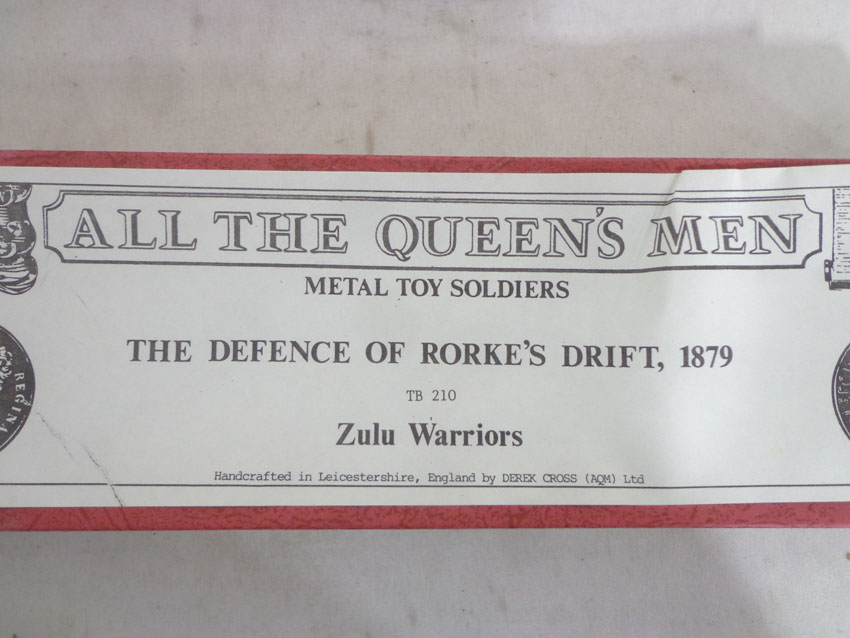 ALL THE QUEEN'S MEN
METAL TOY SOLDIERS
THE DEFENCE OF RORKE'S DRIFT, 1879
TB 210
Zulu Warriors
Handcrafted in Leicestershire, England by DEREK CROSS (AQM) Ltd
REGINA